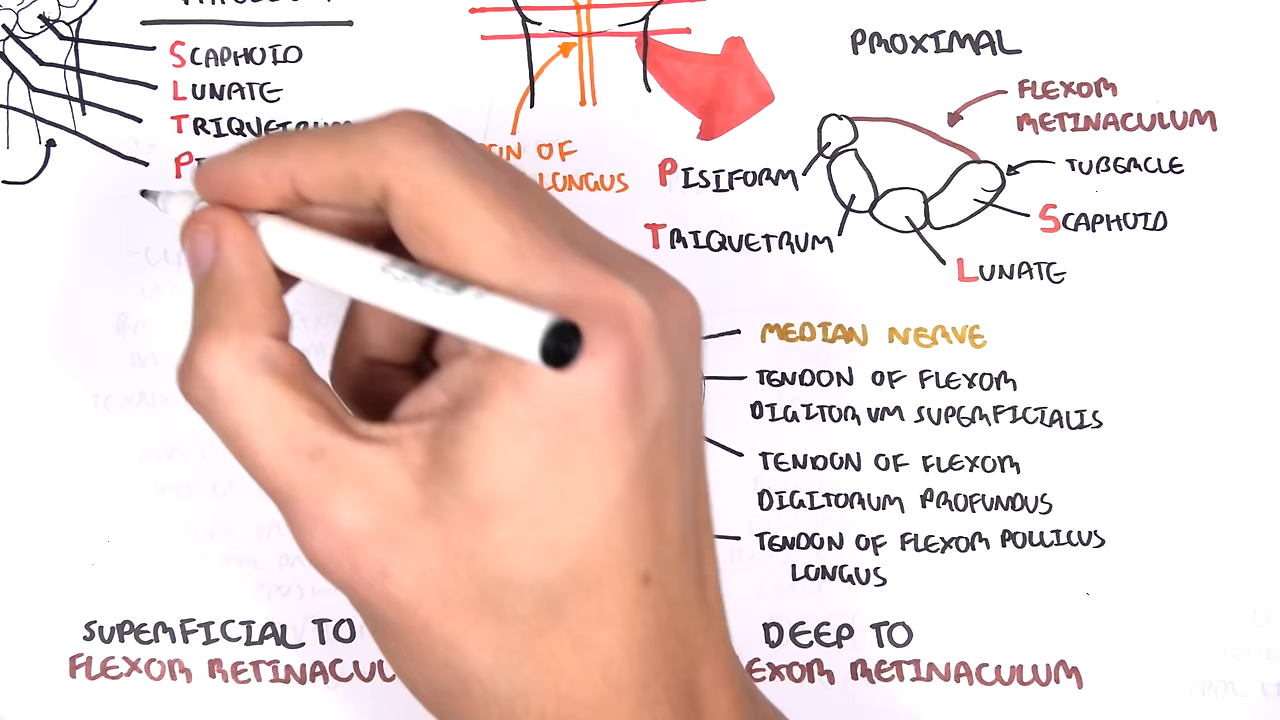 SCAPHOID
LUNATE
TRIQUETRUM
P
OF
LONGUS
PROXIMAL
FLEXOR
RETINACULUM
TUBERCLE
PISIFORM
SCAPHOID
TRIQUETRUM
LUNATE
MEDIAN NERVE
TENDON OF FLEXOR
DIGITORUM SUPERFICIALIS
TENDON OF FLEXOR
DIGITORUM PROFUNDUS
TENDON OF FLEXOR POLLICUS
LONGUS
SUPERFICIAL TO
FLEXOR RETINACUL
DEEP TO
EXOR RETINACULUM